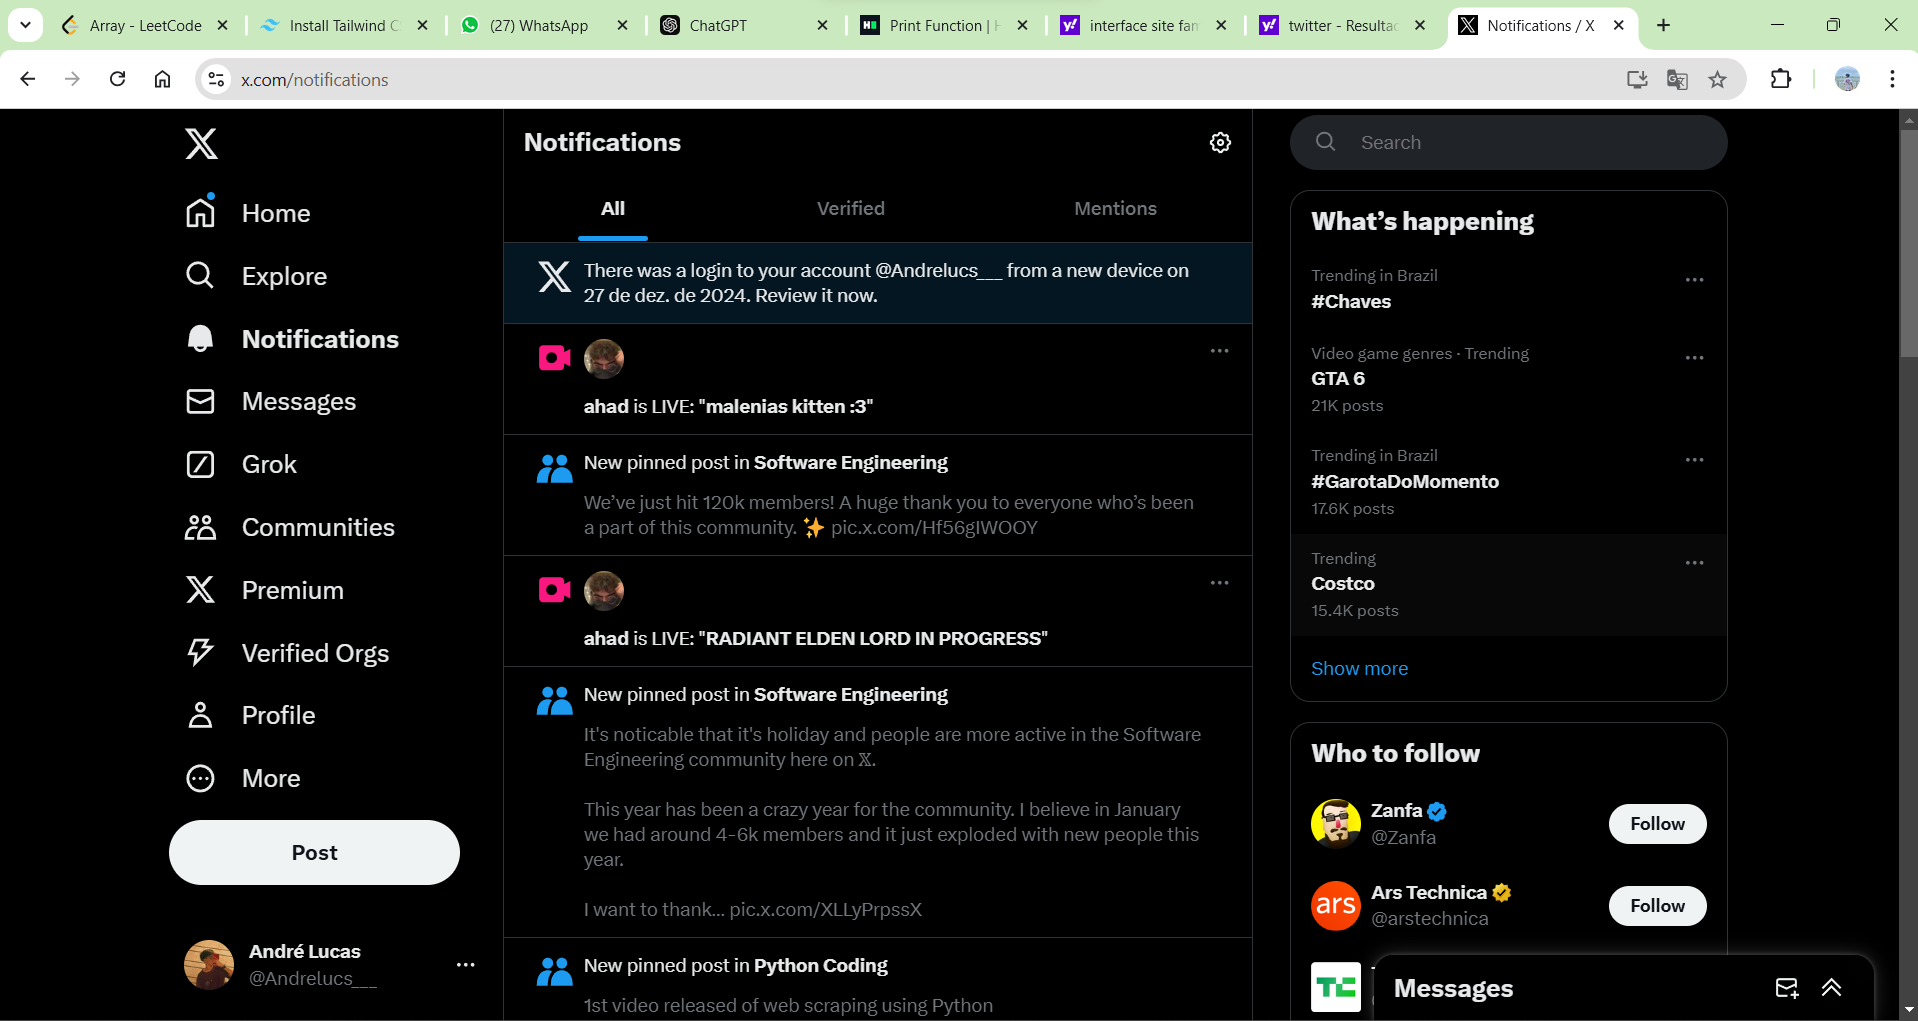 Array - LeetCode
Install Tailwind C
(27) WhatsApp
ChatGPT
Print Function |
interface site fam
twitter - Resultad
Notifications / X
x.com/notifications
Home
Explore
Notifications
Messages
Grok
Communities
Premium
Verified Orgs
Profile
More
Post
André Lucas
@Andrelucs___
Notifications
All
Verified
Mentions
There was a login to your account @Andrelucs___ from a new device on
27 de dez. de 2024. Review it now.
ahad is LIVE: "malenias kitten :3"
New pinned post in Software Engineering
We’ve just hit 120k members! A huge thank you to everyone who’s been
a part of this community. ✨ pic.x.com/Hf56gIWOOY
ahad is LIVE: "RADIANT ELDEN LORD IN PROGRESS"
New pinned post in Software Engineering
It's noticable that it's holiday and people are more active in the Software
Engineering community here on 𝕏.
This year has been a crazy year for the community. I believe in January
we had around 4-6k members and it just exploded with new people this
year.
I want to thank... pic.x.com/XLLyPrpssX
New pinned post in Python Coding
1st video released of web scraping using Python
Search
What’s happening
Trending in Brazil
#Chaves
Video game genres · Trending
GTA 6
21K posts
Trending in Brazil
#GarotaDoMomento
17.6K posts
Trending
Costco
15.4K posts
Show more
Who to follow
Zanfa
@Zanfa
Follow
ars
Ars Technica
@arstechnica
Follow
TC
Messages